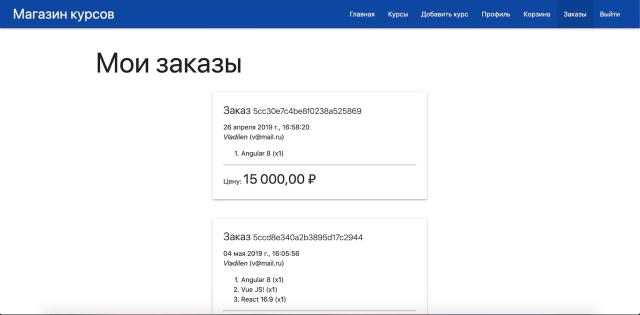 Магазин курсов
Главная Курсы Добавить курс Профиль Корзина Заказы Выйти
Мои заказы
Заказ 5cc30e7c4be8f0238a525869
26 апреля 2019 г., 16:58:20
Vladilen (v@mail.ru)
1. Angular 8 (x1)
Цену: 15 000,00 ₽
Заказ 5ccd8e340a2b3895d17c2944
04 мая 2019 г., 16:05:56
Vladilen (v@mail.ru)
1. Angular 8 (x1)
2. Vue JS! (x1)
3. React 16.9 (x1)